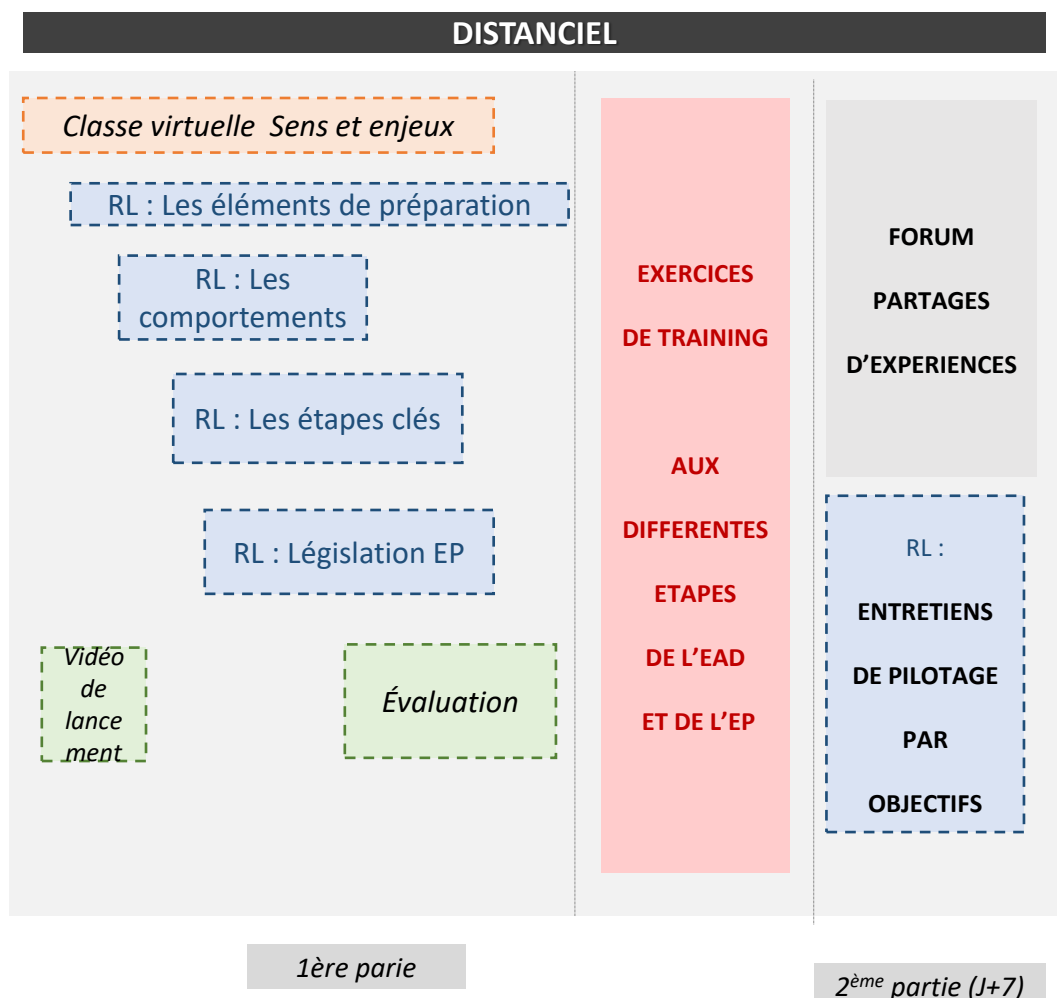 DISTANCIEL
Classe virtuelle Sens et enjeux
RL : Les éléments de préparation
RL : Les
comportements
RL : Les étapes clés
RL : Législation EP
Vidéo
de
lance
ment
Évaluation
EXERCICES
DE TRAINING
AUX
DIFFERENTES
ETAPES
DE L’EAD
ET DE L’EP
FORUM
PARTAGES
D’EXPERIENCES
RL :
ENTRETIENS
DE PILOTAGE
PAR
OBJECTIFS
1ère parie
2ème partie (J+7)